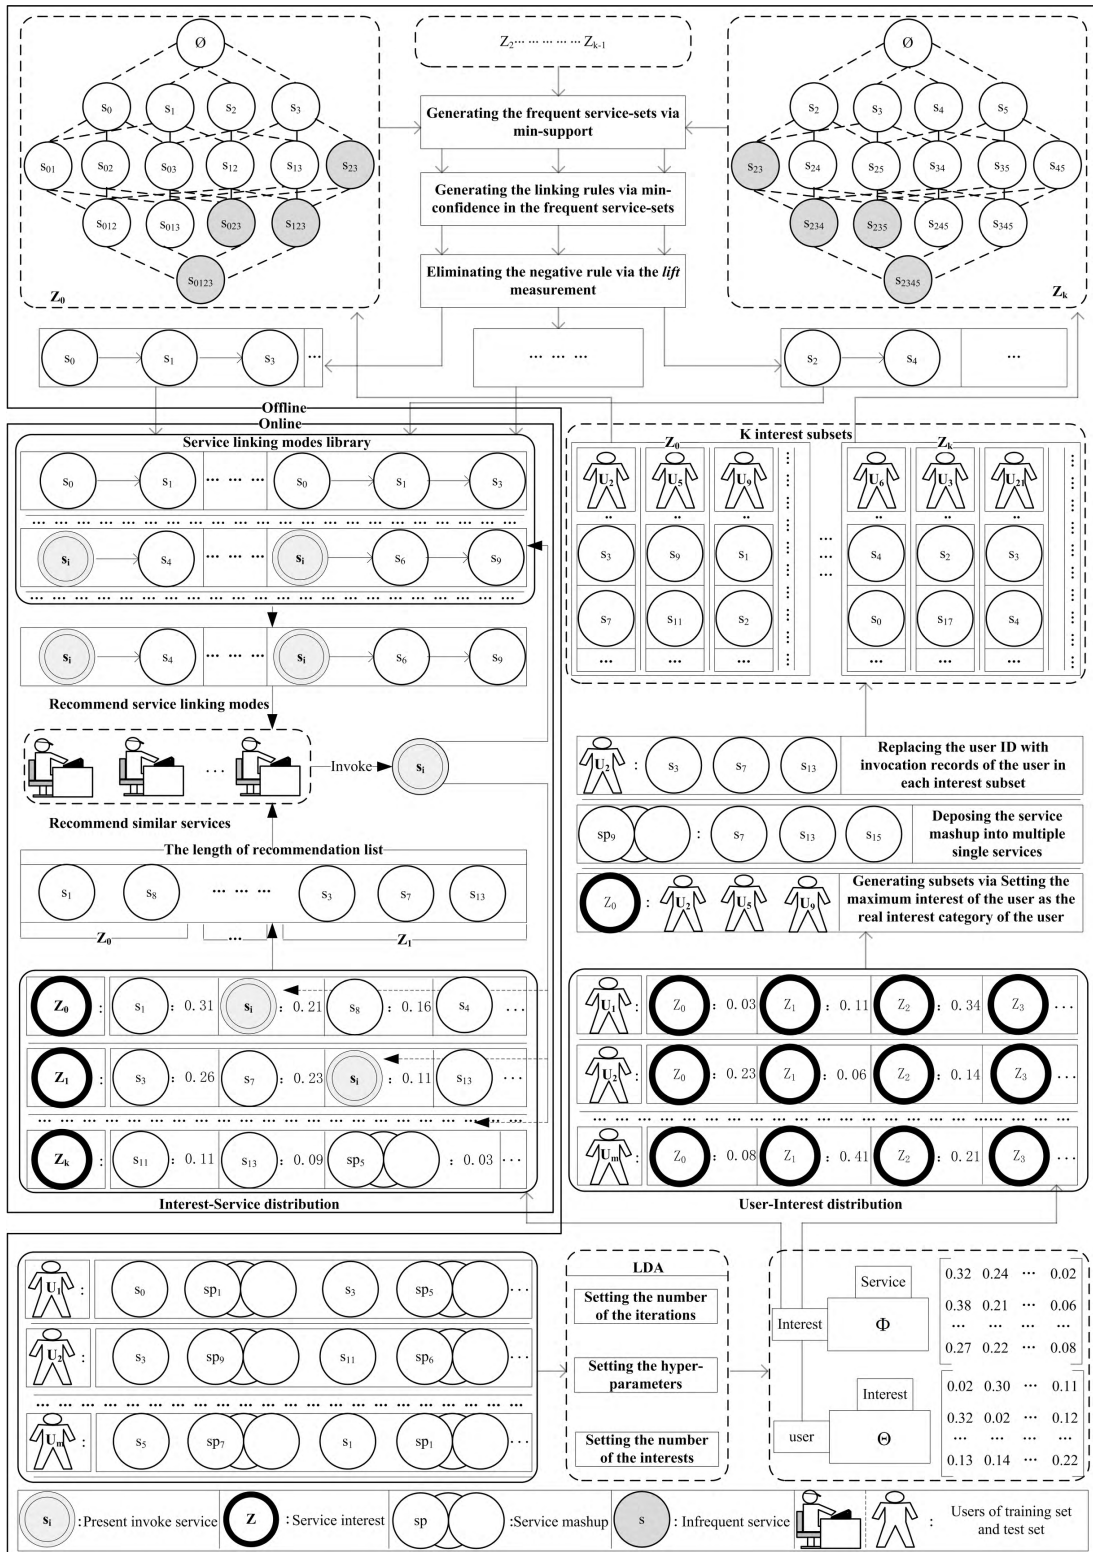 Ø
s0 s1 s2 s3
s01 s02 s03 s12 s13 s23
s012 s013 s023 s123
s0123
Z0
Z2⋯ ⋯ ⋯ ⋯ ⋯ Zk-1
Generating the frequent service-sets via
min-support
Generating the linking rules via min-
confidence in the frequent service-sets
Eliminating the negative rule via the lift
measurement
Ø
s2 s3 s4 s5
s23 s24 s25 s34 s35 s45
s234 s235 s245 s345
s2345
Zk
s0 s1 s3 ...
... ... ...
s2 s4 ...
Offline
Online
Service linking modes library
s0 s1 ... ... ... s0 s1 s3
... ... ... ... ... ... ... ... ... ... ... ... ... ... ...
si s4 ... ... ... si s6 s9
... ... ... ... ... ... ... ... ... ... ... ... ... ... ...
si s4 ... ... ... si s6 s9
Recommend service linking modes
... Invoke si
Recommend similar services
The length of recommendation list
s1 s8 ... ... ... s3 s7 s13
Z0 ... Z1
Z0 : s1 : 0.31 si : 0.21 s8 : 0.16 s4 ...
Z1 : s3 : 0.26 s7 : 0.23 si : 0.11 s13 ...
... ... ... ... ... ... ... ... ... ... ... ... ... ... ...
Zk : s11 : 0.11 s13 : 0.09 sp5 : 0.03 ...
Interest-Service distribution
K interest subsets
Z0 Zk
U2 U5 U9 U6 U3 U21
.. .. .. .. .. ..
s3 s9 s1 ... s4 s2 s3
s7 s11 s2 ... s0 s17 s4
... ... ... ... ... ...
U2 : s3 s7 s13
Replacing the user ID with
invocation records of the user in
each interest subset
sp9 : s7 s13 s15
Deposing the service
mashup into multiple
single services
Z0 : U2 U5 U9
Generating subsets via Setting the
maximum interest of the user as the
real interest category of the user
U1 : Z0 : 0.03 Z1 : 0.11 Z2 : 0.34 Z3 ...
U2 : Z0 : 0.23 Z1 : 0.06 Z2 : 0.14 Z3 ...
... ... ... ... ... ... ... ... ... ... ... ... ... ... ...
Um : Z0 : 0.08 Z1 : 0.41 Z2 : 0.21 Z3 ...
User-Interest distribution
U1 : s0 sp1 s3 sp5 ...
U2 : s3 sp9 s11 sp6 ...
... ... ... ... ... ... ... ... ... ... ... ... ... ... ...
Um : s5 sp7 s1 sp1 ...
LDA
Setting the number
of the iterations
Setting the hyper-
parameters
Setting the number
of the interests
Service
Interest Φ
0.32 0.24 ... 0.02
0.38 0.21 ... 0.06
... ... ... ...
0.27 0.22 ... 0.08
Interest
user Θ
0.02 0.30 ... 0.11
0.32 0.02 ... 0.12
... ... ... ...
0.13 0.14 ... 0.22
si :Present invoke service Z :Service interest sp :Service mashup s : Infrequent service : Users of training set
and test set